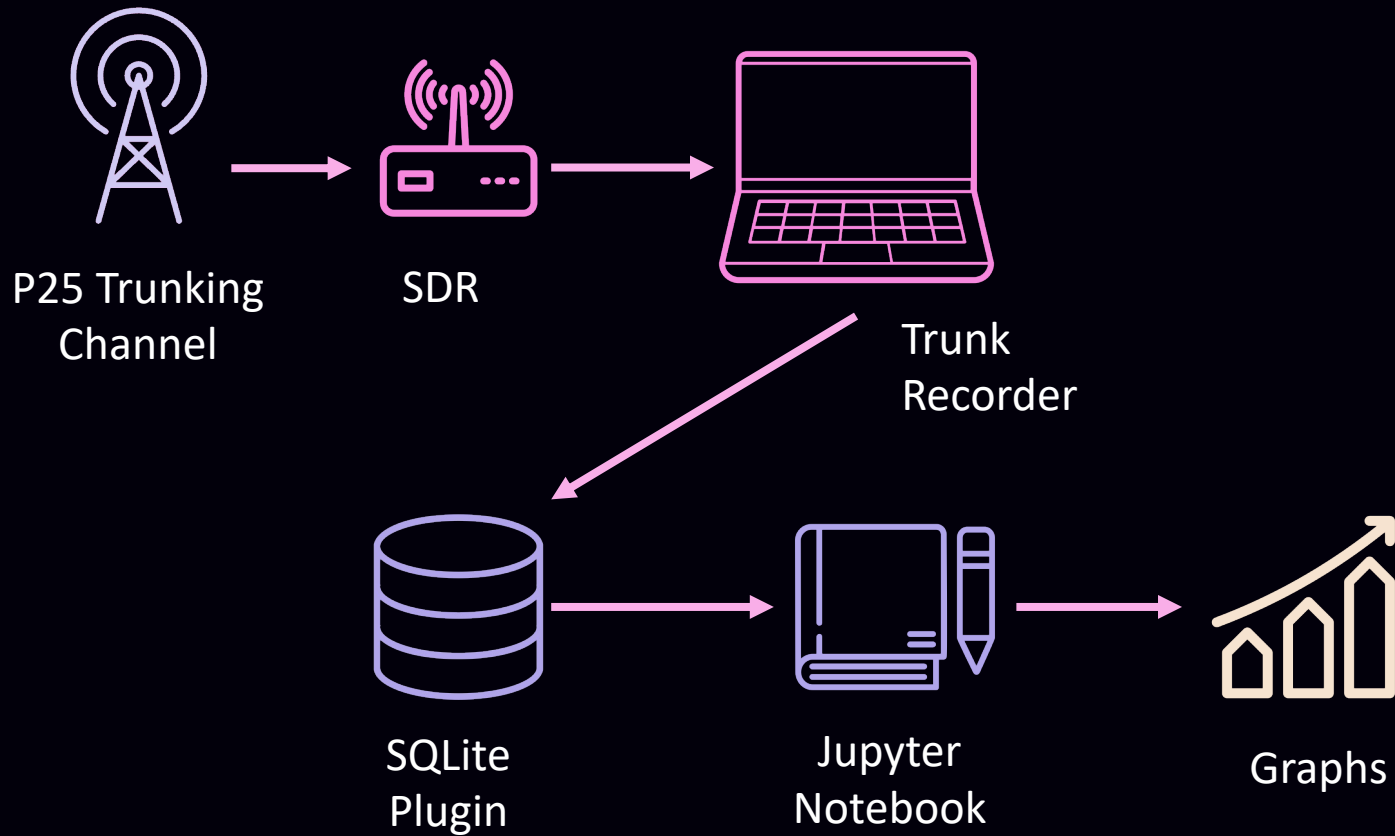 P25 Trunking
Channel
SDR
Trunk
Recorder
SQLite
Plugin
Jupyter
Notebook
Graphs